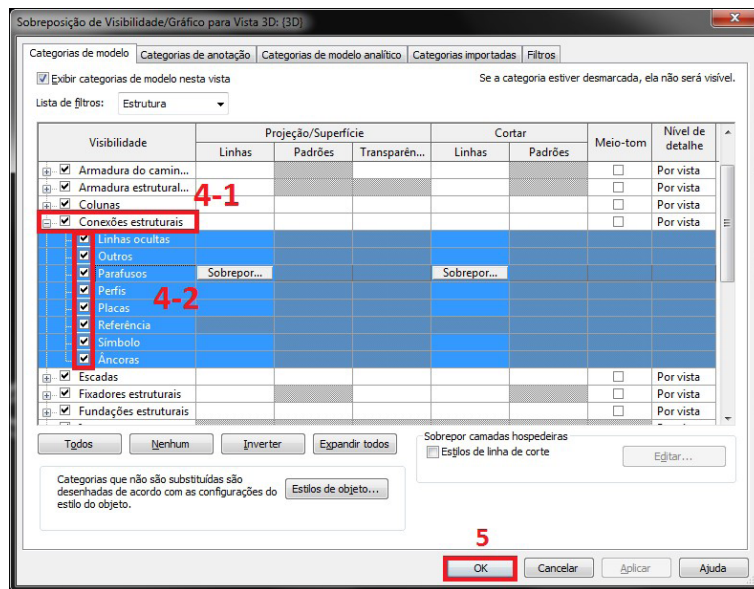 Sobreposição de Visibilidade/Gráfico para Vista 3D: {3D}
Categorias de modelo Categorias de anotação Categorias de modelo analítico Categorias importadas Filtros
Exibir categorias de modelo nesta vista Se a categoria estiver desmarcada, ela não será visível.
Lista de filtros: Estrutura
Visibilidade Projeção/Superfície Cortar Meio-tom Nível de detalhe
Linhas Padrões Transparên... Linhas Padrões
Armadura do camin... Por vista
Armadura estrutural... Por vista
4-1
Colunas Por vista
Conexões estruturais Por vista
Linhas ocultas
Outros
Parafusos Sobrepor... Sobrepor...
4-2
Perfis
Placas
Referência
Símbolo
Âncoras
Escadas Por vista
Fixadores estruturais Por vista
Fundações estruturais Por vista
Todos Nenhum Inverter Expandir todos
Sobrepor camadas hospedeiras
Estilos de linha de corte Editar...
Categorias que não são substituídas são
desenhadas de acordo com as configurações do
estilo do objeto.
Estilos de objeto...
5
OK Cancelar Aplicar Ajuda